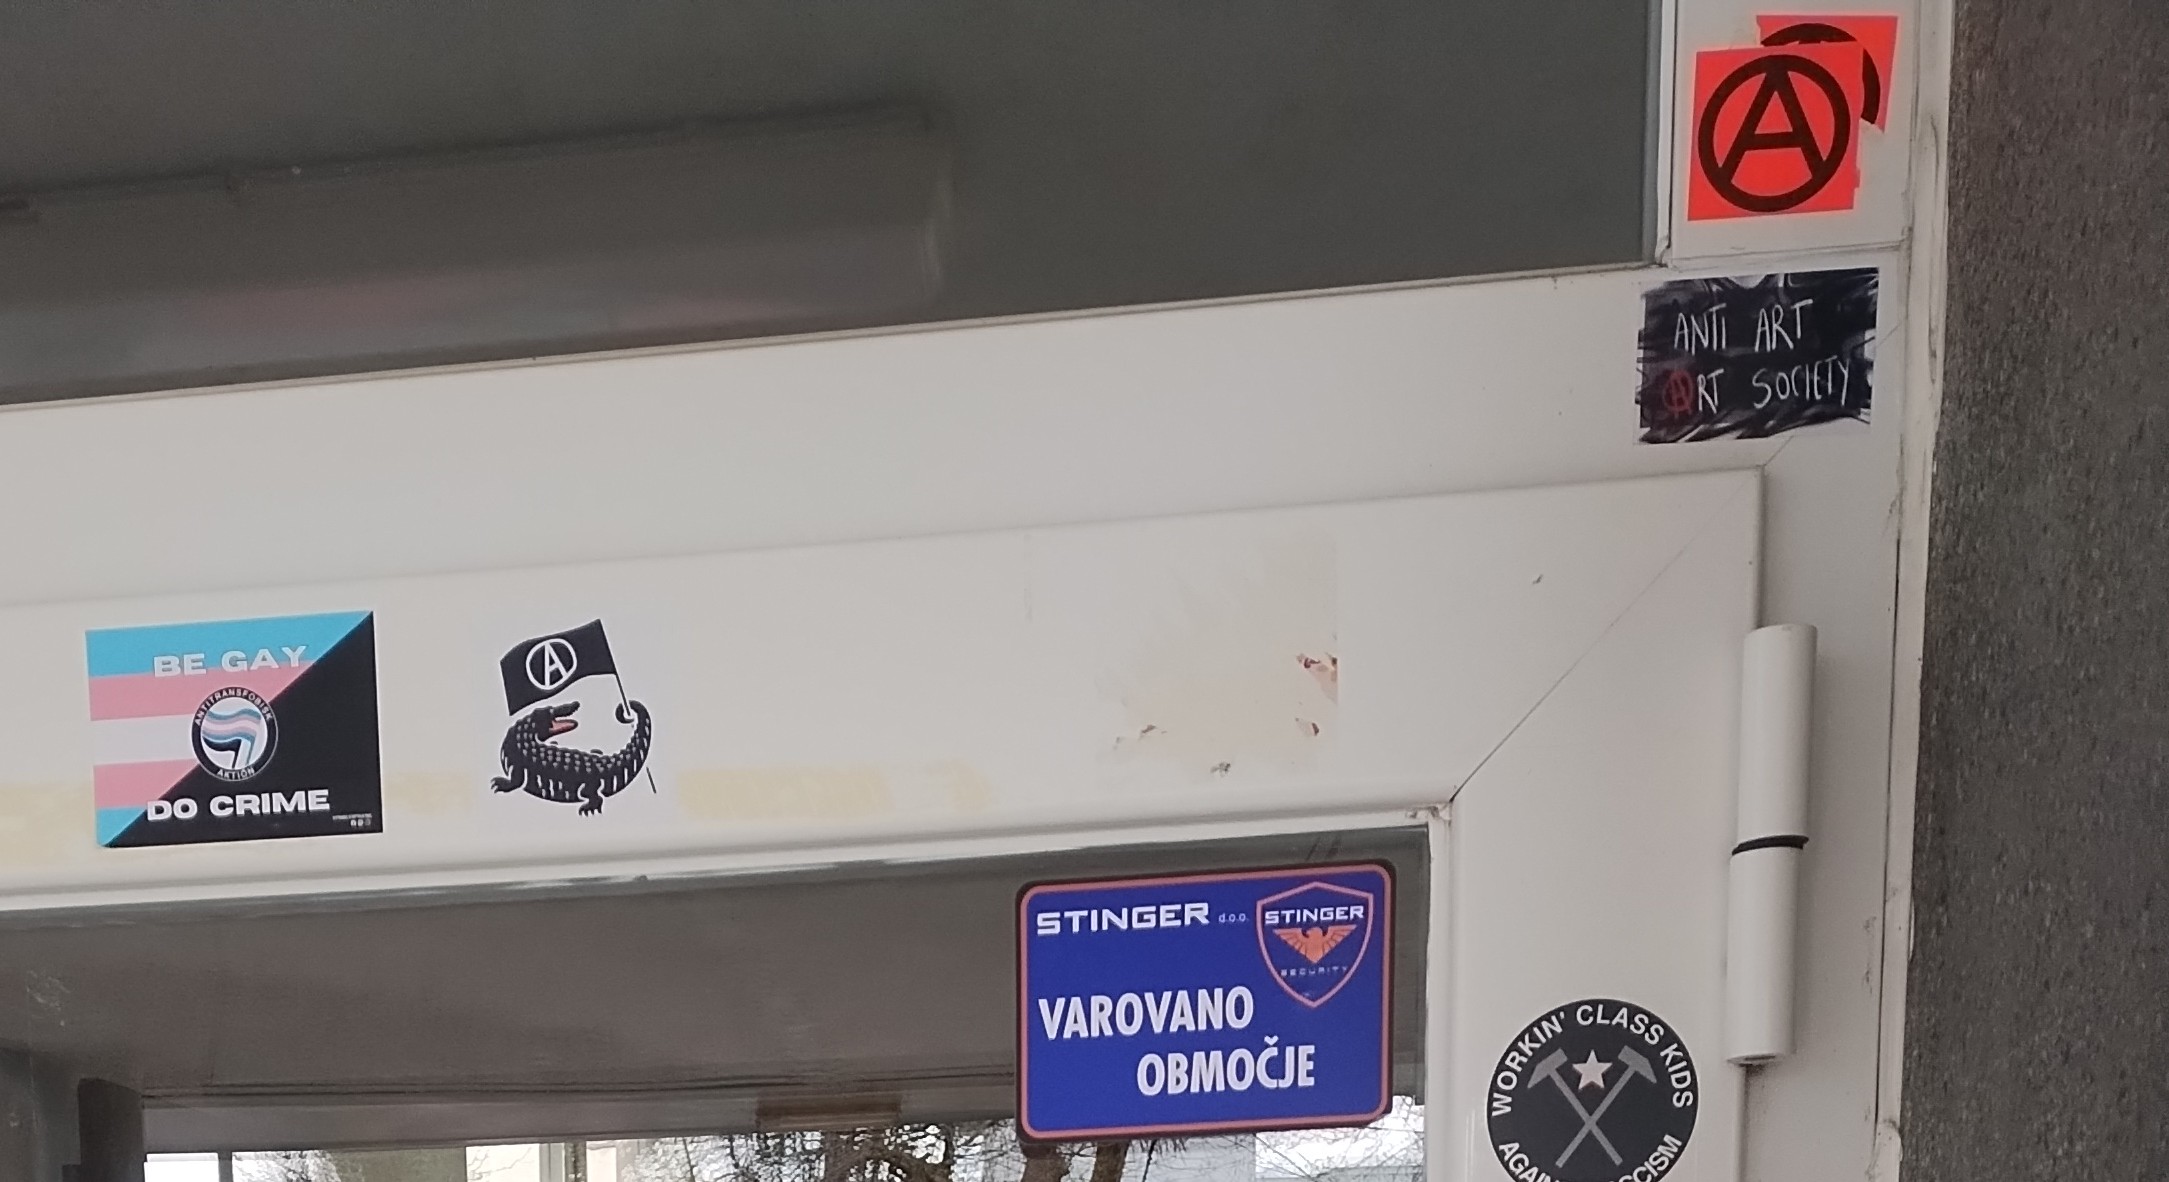 ANTI ART
ART SOCIETY
BE GAY
ANTITRANSFOBISK
AKTION
DO CRIME
A
STINGER d.o.o.
STINGER
SECURITY
VAROVANO
OBMOČJE
WORKIN' CLASS KIDS